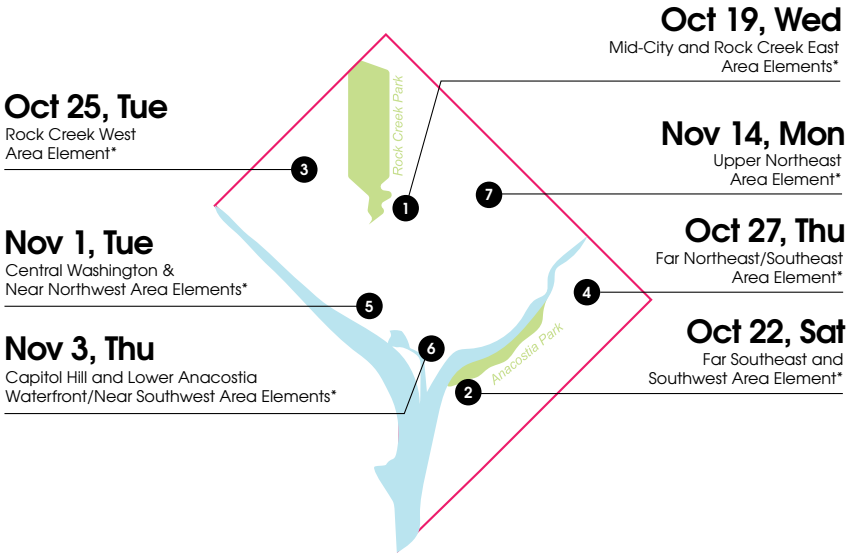 Oct 19, Wed
Mid-City and Rock Creek East
Area Elements*
Oct 25, Tue
Rock Creek West
Area Element*
Rock Creek Park
Nov 14, Mon
Upper Northeast
Area Element*
3
7
1
Nov 1, Tue
Central Washington &
Near Northwest Area Elements*
Oct 27, Thu
Far Northeast/Southeast
Area Element*
4
5
Nov 3, Thu
Capitol Hill and Lower Anacostia
Waterfront/Near Southwest Area Elements*
6
Anacostia Park
Oct 22, Sat
Far Southeast and
Southwest Area Element*
2